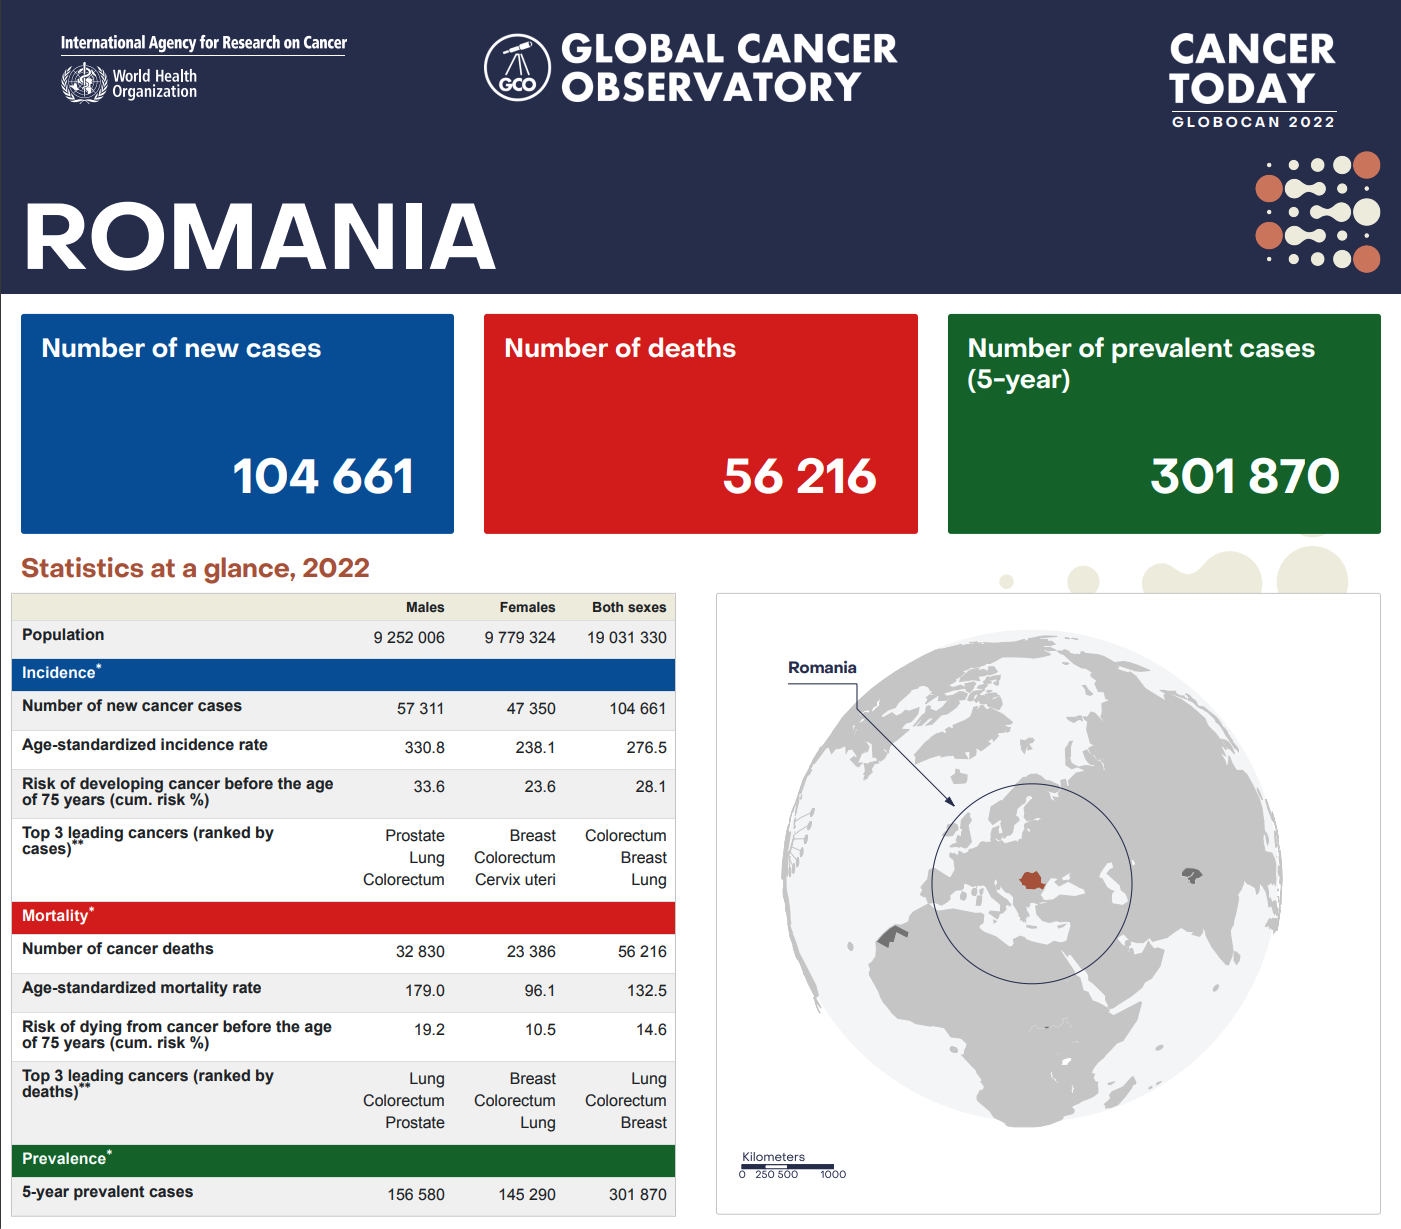 International Agency for Research on Cancer
World Health
Organization
GCO
GLOBAL CANCER
OBSERVATORY
CANCER
TODAY
GLOBOCAN 2022
ROMANIA
Number of new cases
104 661
Number of deaths
56 216
Number of prevalent cases
(5-year)
301 870
Statistics at a glance, 2022
Males Females Both sexes
Population 9 252 006 9 779 324 19 031 330
Incidence*
Number of new cancer cases 57 311 47 350 104 661
Age-standardized incidence rate 330.8 238.1 276.5
Risk of developing cancer before the age 33.6 23.6 28.1
of 75 years (cum. risk %)
Top 3 leading cancers (ranked by Prostate Breast Colorectum
cases)** Lung Colorectum Breast
Colorectum Cervix uteri Lung
Mortality*
Number of cancer deaths 32 830 23 386 56 216
Age-standardized mortality rate 179.0 96.1 132.5
Risk of dying from cancer before the age 19.2 10.5 14.6
of 75 years (cum. risk %)
Top 3 leading cancers (ranked by Lung Breast Lung
deaths)** Colorectum Colorectum Colorectum
Prostate Lung Breast
Prevalence*
5-year prevalent cases 156 580 145 290 301 870
Romania
Kilometers
0 250 500 1000